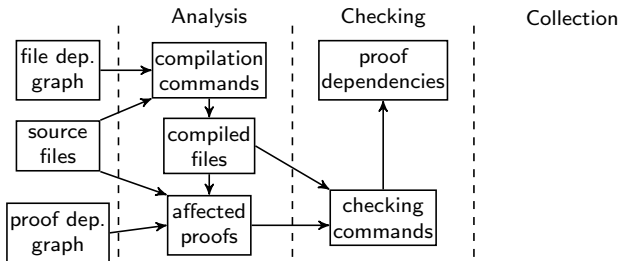 Analysis
Checking
Collection
file dep.
graph
compilation
commands
proof
dependencies
source
files
compiled
files
proof dep.
graph
affected
proofs
checking
commands